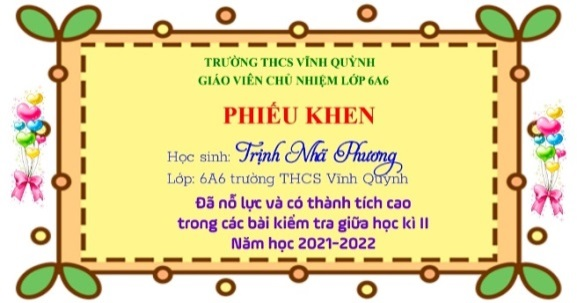 TRƯỜNG THCS VĨNH QUỲNH
GIÁO VIÊN CHỦ NHIỆM LỚP 6A6
PHIẾU KHEN
Học sinh: Trịnh Nhã Phương
Lớp: 6A6 trường THCS Vĩnh Quỳnh
Đã nỗ lực và có thành tích cao
trong các bài kiểm tra giữa học kì II
Năm học 2021-2022